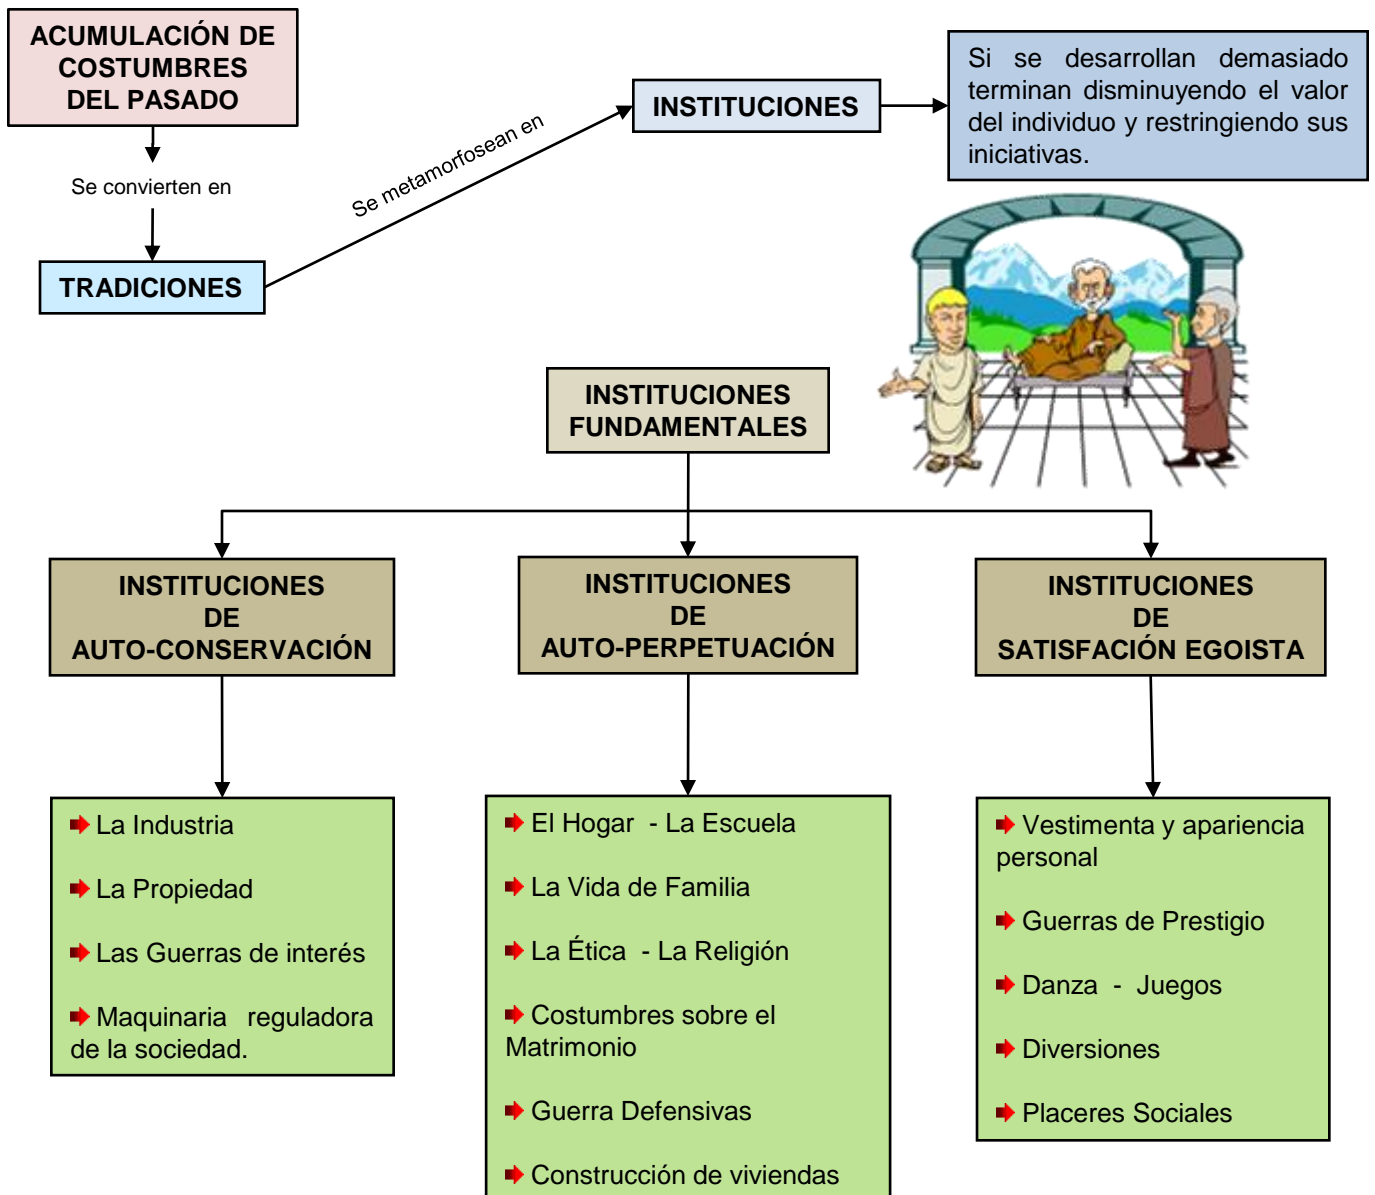 ACUMULACIÓN DE
COSTUMBRES
DEL PASADO
Se convierten en
TRADICIONES
Se metamorfosean en
INSTITUCIONES
Si se desarrollan demasiado
terminan disminuyendo el valor
del individuo y restringiendo sus
iniciativas.
INSTITUCIONES
FUNDAMENTALES
INSTITUCIONES
DE
AUTO-CONSERVACIÓN
La Industria
La Propiedad
Las Guerras de interés
Maquinaria reguladora
de la sociedad.
INSTITUCIONES
DE
AUTO-PERPETUACIÓN
El Hogar - La Escuela
La Vida de Familia
La Ética - La Religión
Costumbres sobre el
Matrimonio
Guerra Defensivas
Construcción de viviendas
INSTITUCIONES
DE
SATISFACIÓN EGOISTA
Vestimenta y apariencia
personal
Guerras de Prestigio
Danza - Juegos
Diversiones
Placeres Sociales